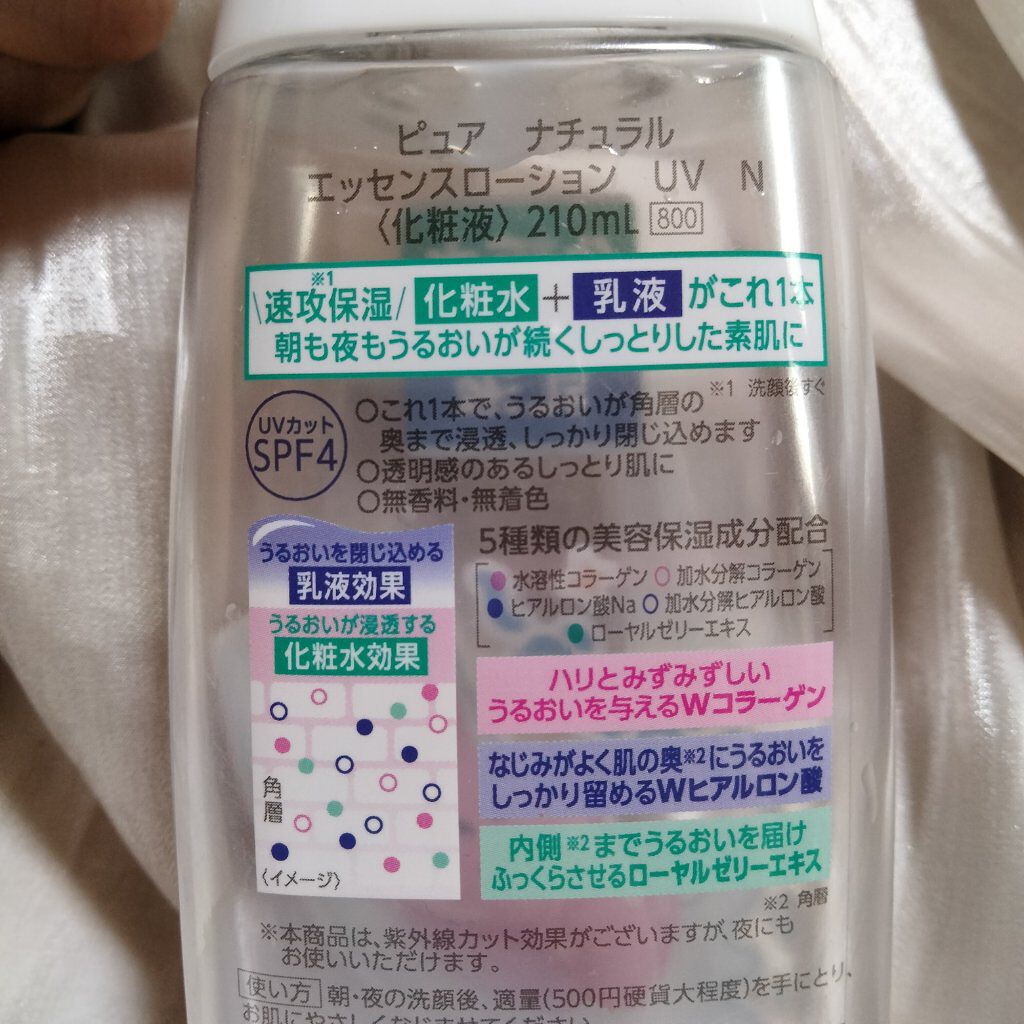 ピュア ナチュラル
エッセンスローション UV N
〈化粧液〉 210mL 800
※1
\速攻保湿/ 化粧水+乳液がこれ1本
朝も夜もうるおいが続くしっとりした素肌に
※1 洗顔後すぐ
UVカット
SPF4
○これ1本で、うるおいが角層の
奥まで浸透、しっかり閉じ込めます
○透明感のあるしっとり肌に
○無香料・無着色
うるおいを閉じ込める
乳液効果
うるおいが浸透する
化粧水効果
角層
〈イメージ〉
5種類の美容保湿成分配合
●水溶性コラーゲン ○加水分解コラーゲン
●ヒアルロン酸Na ○加水分解ヒアルロン酸
●ローヤルゼリーエキス
ハリとみずみずしい
うるおいを与えるWコラーゲン
なじみがよく肌の奥※2にうるおいを
しっかり留めるWヒアルロン酸
内側※2までうるおいを届け
ふっくらさせるローヤルゼリーエキス
※2 角層
※本商品は、紫外線カット効果がございますが、夜にも
お使いいただけます。
使い方 朝・夜の洗顔後、適量(500円硬貨大程度)を手にとり、
お肌にやさしくなじませてください